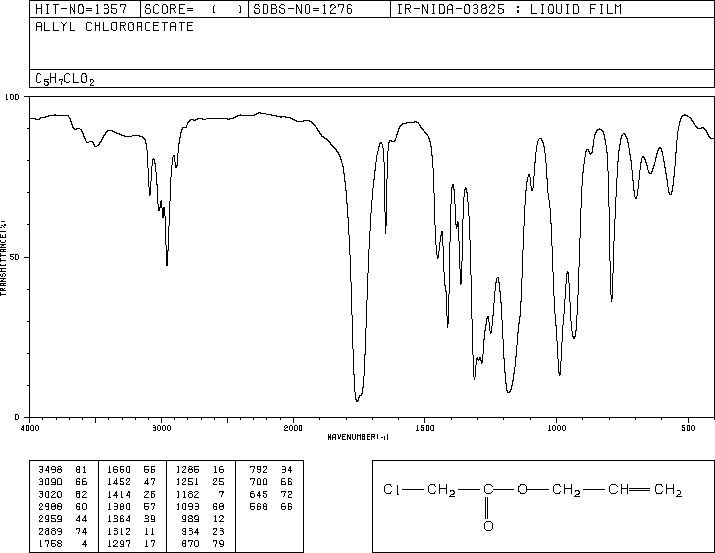 HIT-NO=1357 SCORE= ( ) SDBS-NO=1276 IR-NIDA-03825 : LIQUID FILM
ALLYL CHLOROACETATE
C5H7CLO2
100
50
0
TRANSMITTANCE(%)
4000 3000 2000 1500 1000 500
WAVENUMBER(-1)
3498 81 1650 55 1286 16 792 34
3090 66 1452 47 1251 25 700 66
3020 62 1414 26 1182 7 645 72
2988 60 1380 57 1093 68 568 66
2959 44 1364 39 989 12
2889 74 1312 11 934 23
1758 4 1297 17 870 79
Cl CH2 C O CH2 CH CH2
O